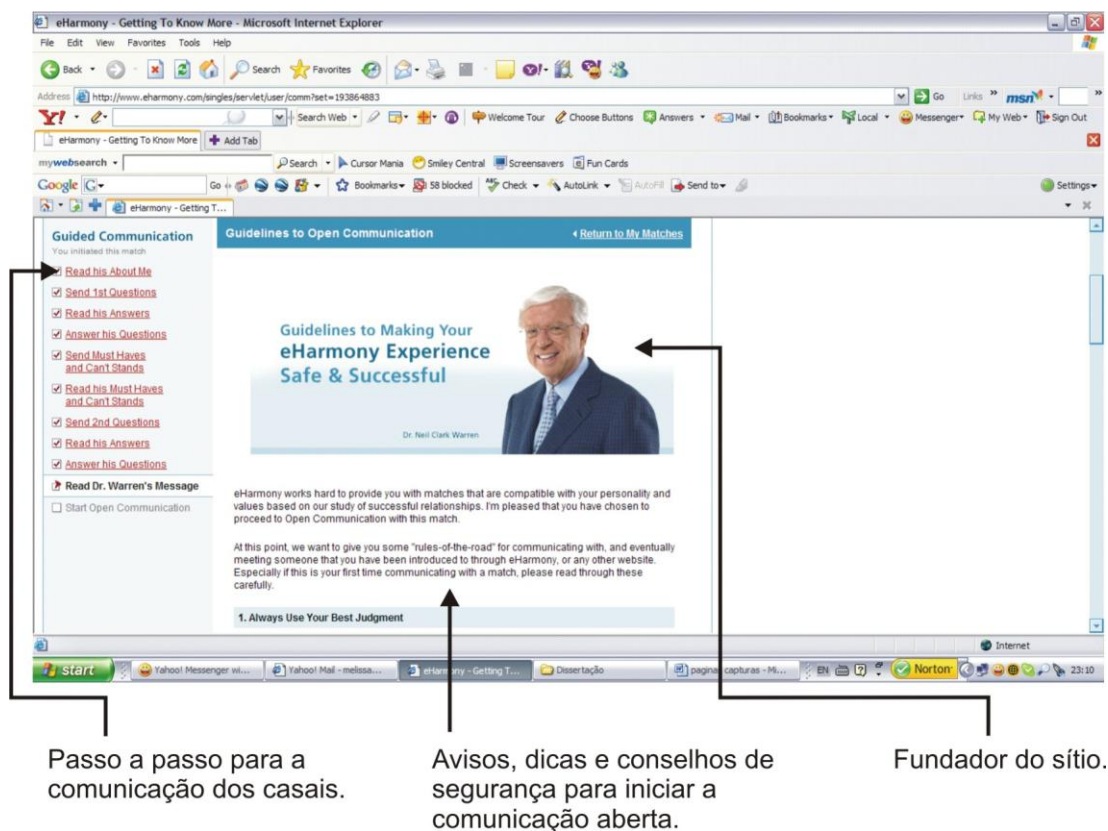 eHarmony - Getting To Know More - Microsoft Internet Explorer
File Edit View Favorites Tools Help
Back Search Favorites
Address http://www.eharmony.com/singles/servlet/user/comm?set=193864883 Go Links msn
Y! Search Web Welcome Tour Choose Buttons Answers Mail Bookmarks Local Messenger My Web Sign Out
eHarmony - Getting To Know More Add Tab
mywebsearch Search Cursor Mania Smiley Central Screensavers Fun Cards
Google G Go Bookmarks 58 blocked Check AutoLink AutoFill Send to Settings
eHarmony - Getting T...
Guided Communication
You initiated this match
Read his About Me
Send 1st Questions
Read his Answers
Answer his Questions
Send Must Haves
and Can't Stands
Read his Must Haves
and Can't Stands
Send 2nd Questions
Read his Answers
Answer his Questions
Read Dr. Warren's Message
Start Open Communication
Guidelines to Open Communication Return to My Matches
Guidelines to Making Your
eHarmony Experience
Safe & Successful
Dr. Neil Clark Warren
eHarmony works hard to provide you with matches that are compatible with your personality and
values based on our study of successful relationships. I'm pleased that you have chosen to
proceed to Open Communication with this match.
At this point, we want to give you some "rules-of-the-road" for communicating with, and eventually
meeting someone that you have been introduced to through eHarmony, or any other website.
Especially if this is your first time communicating with a match, please read through these
carefully.
1. Always Use Your Best Judgment
Internet
start Yahoo! Messenger wi... Yahoo! Mail - melissa... eHarmony - Getting T... Dissertação capturas - Mi... EN Norton 23:10
Passo a passo para a
comunicação dos casais.
Avisos, dicas e conselhos de
segurança para iniciar a
comunicação aberta.
Fundador do sítio.